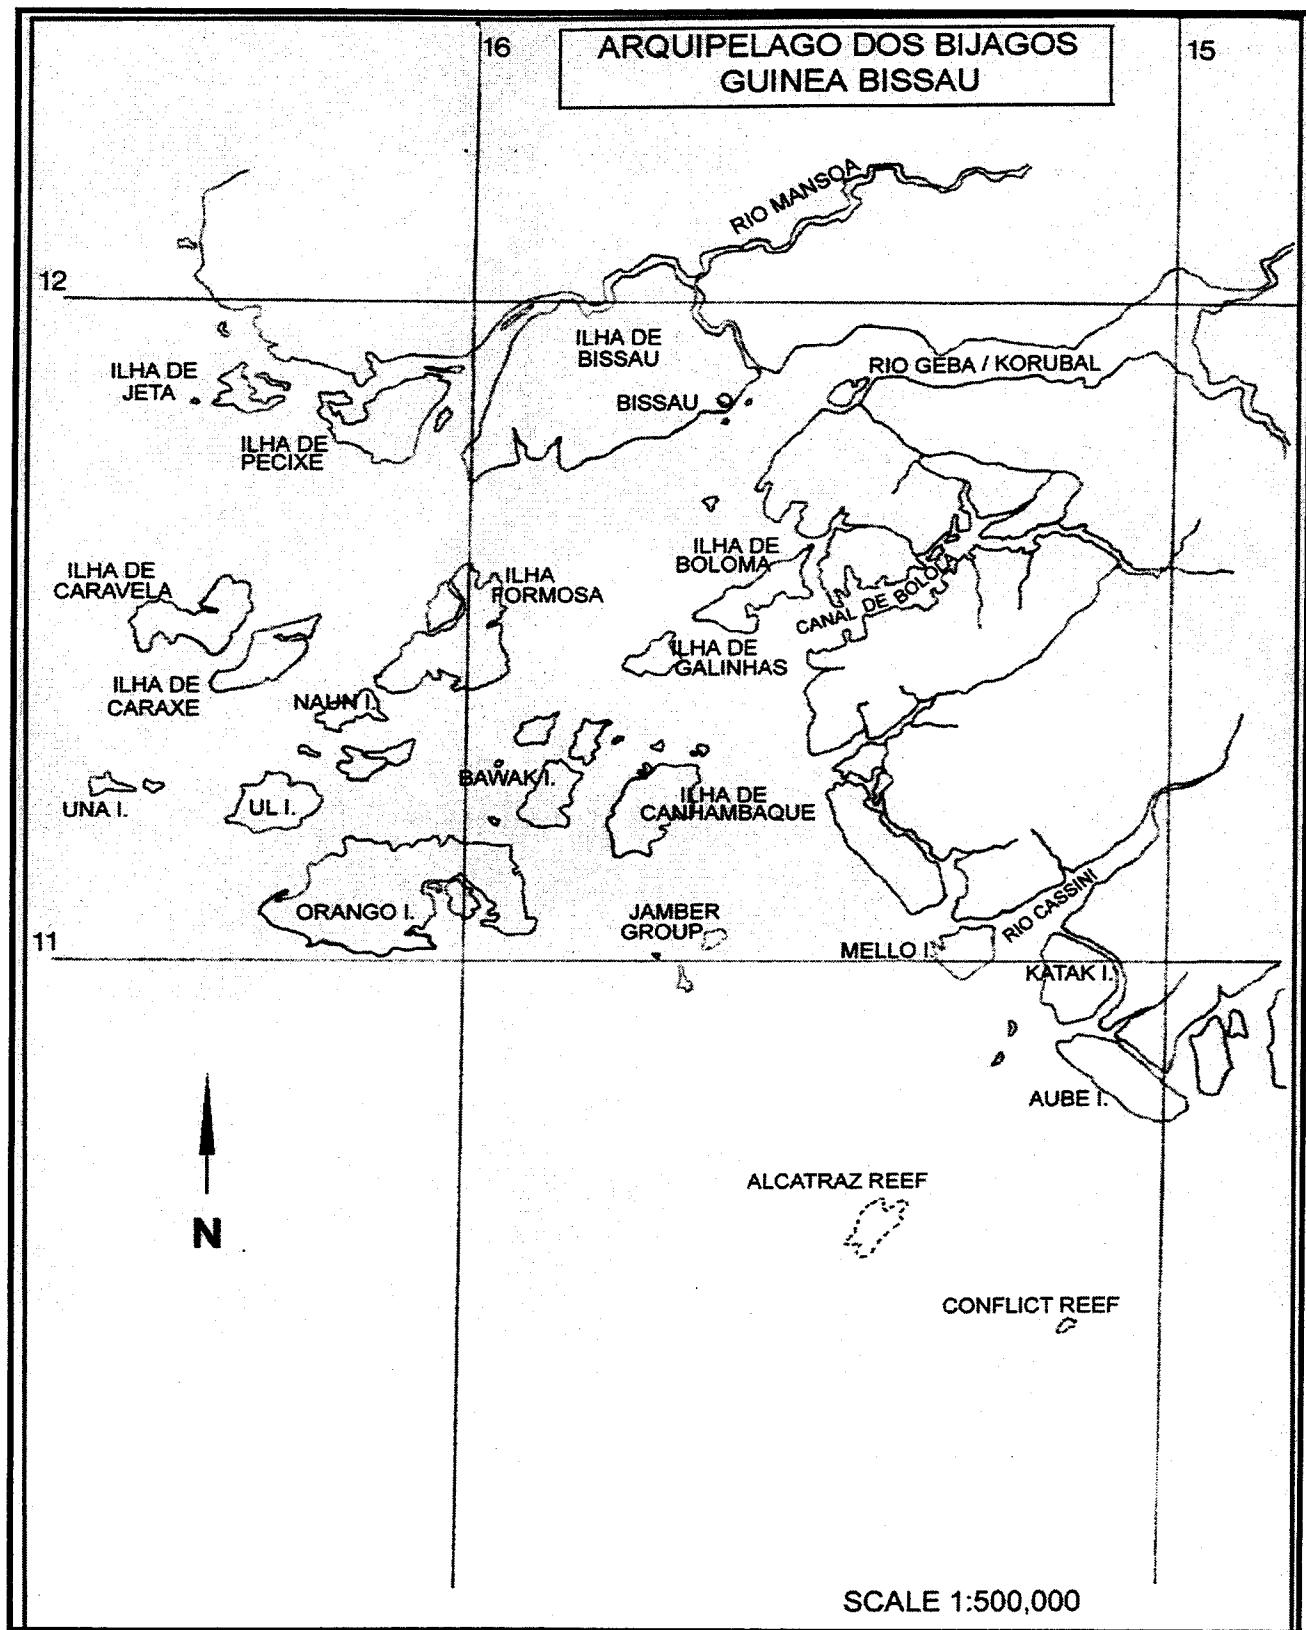 16
ARQUIPELAGO DOS BIJAGOS
GUINEA BISSAU
15
RIO MANSOA
12
ILHA DE
BISSAU
ILHA DE
JETA
RIO GEBA / KORUBAL
BISSAU
ILHA DE
PECIXE
ILHA DE
BOLOMA
ILHA DE
CARAVELA
ILHA
FORMOSA
CANAL DE BOLOLA
ILHA DE
GALINHAS
ILHA DE
CARAXE
NAUN I.
BAWAK I.
UNA I.
UL I.
ILHA DE
CANHAMBAQUE
ORANGO I.
JAMBER
GROUP
RIO CASSINI
11
MELLO I.
KATAK I.
AUBE I.
ALCATRAZ REEF
N
CONFLICT REEF
SCALE 1:500,000